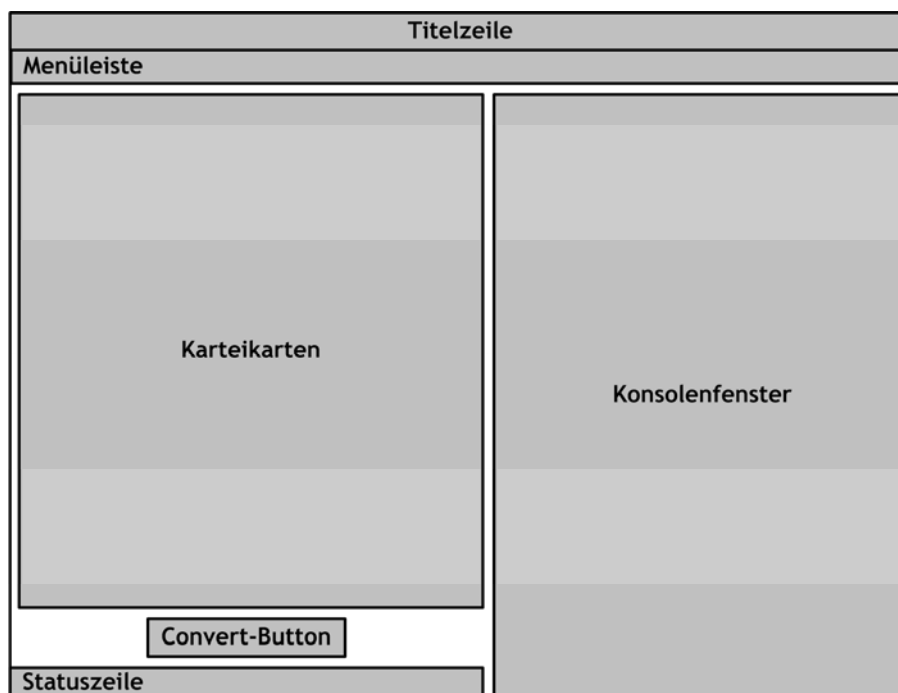 Titelzeile
Menüleiste
Karteikarten
Konsolenfenster
Convert-Button
Statuszeile